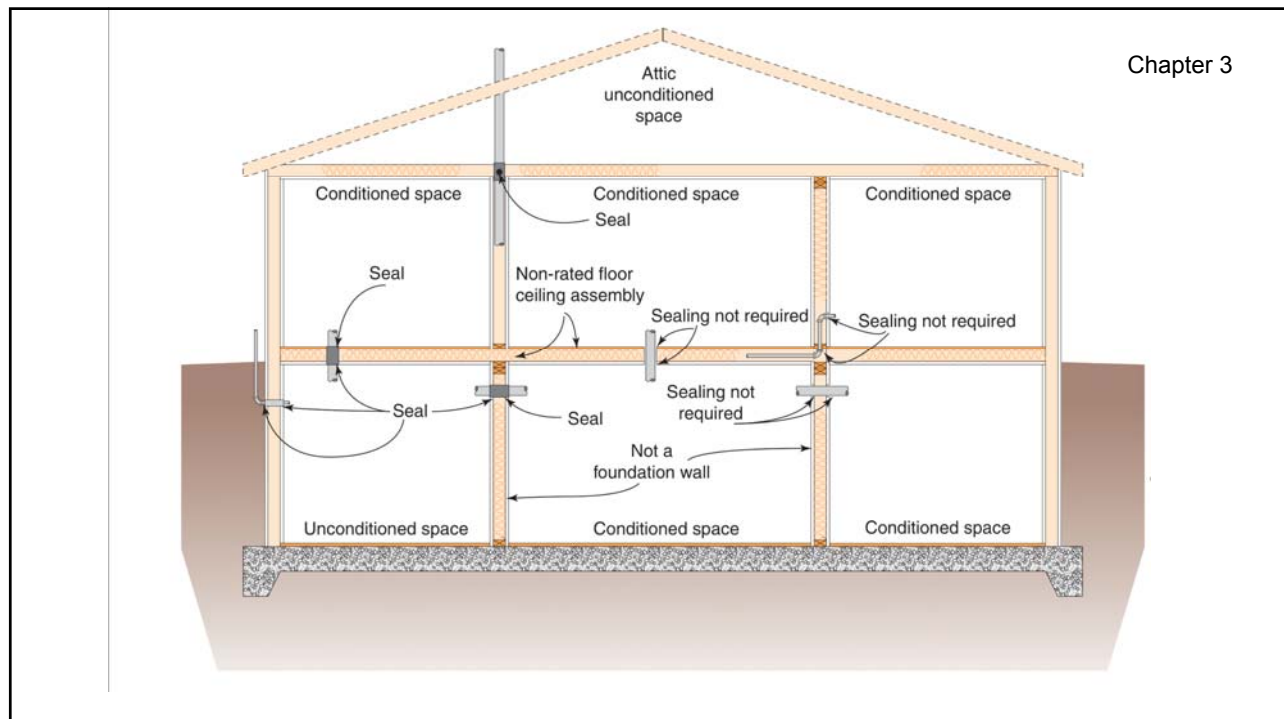 Chapter 3
Attic
unconditioned
space
Conditioned space
Conditioned space
Conditioned space
Seal
Seal
Non-rated floor
ceiling assembly
Sealing not required
Sealing not required
Seal
Seal
Sealing not
required
Not a
foundation wall
Unconditioned space
Conditioned space
Conditioned space